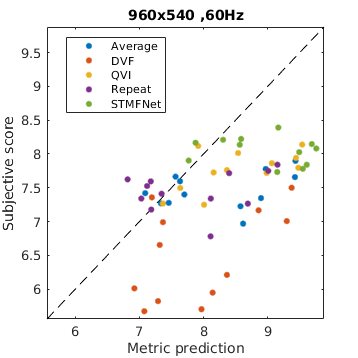 960x540 ,60Hz
Average
DVF
QVI
Repeat
STMFNet
Subjective score
9.5
9
8.5
8
7.5
7
6.5
6
6 7 8 9
Metric prediction